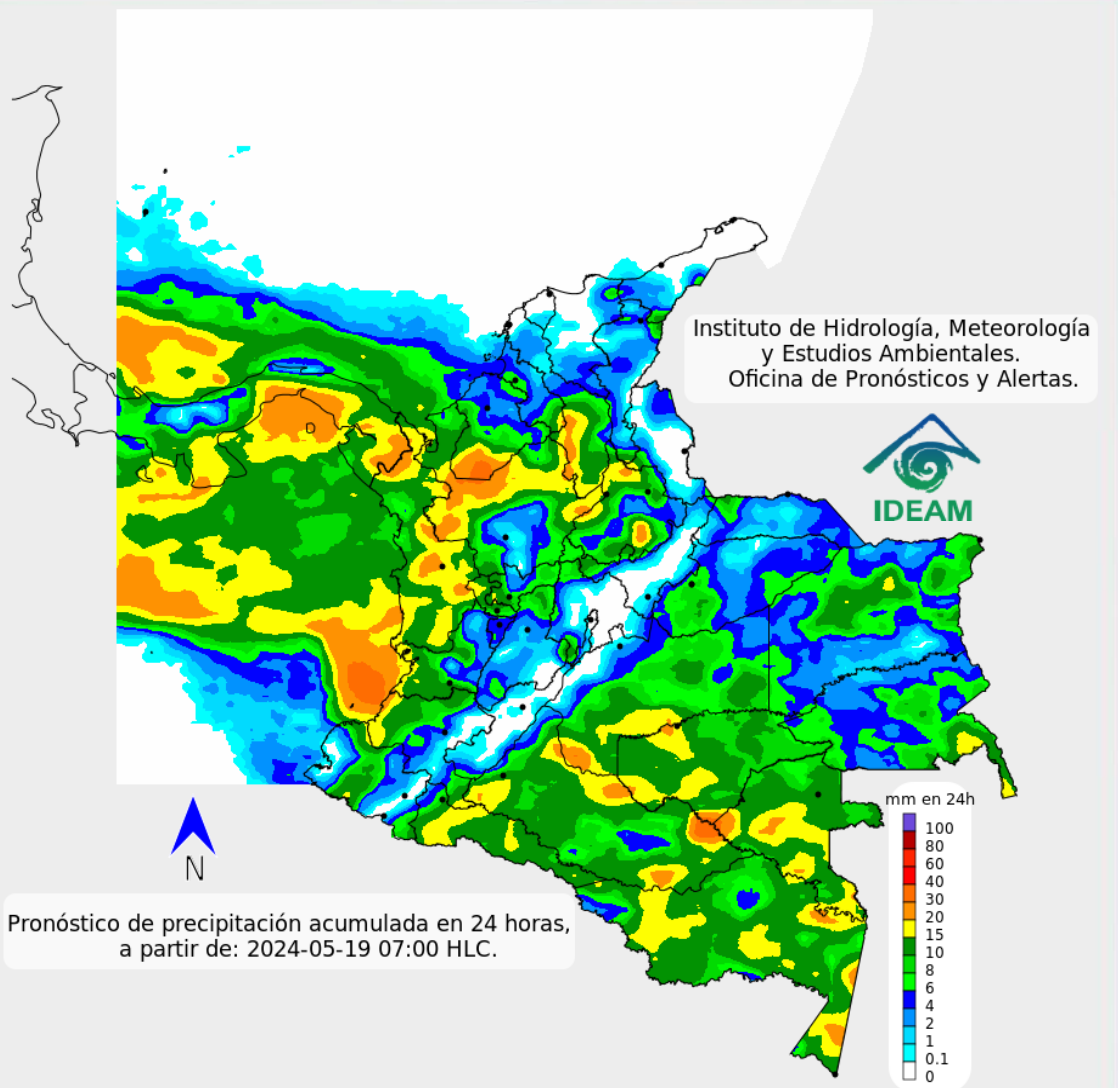 Instituto de Hidrología, Meteorología
y Estudios Ambientales.
Oficina de Pronósticos y Alertas.
IDEAM
mm en 24h
100
80
60
40
30
20
15
10
8
6
4
2
1
0.1
0
N
Pronóstico de precipitación acumulada en 24 horas,
a partir de: 2024-05-19 07:00 HLC.